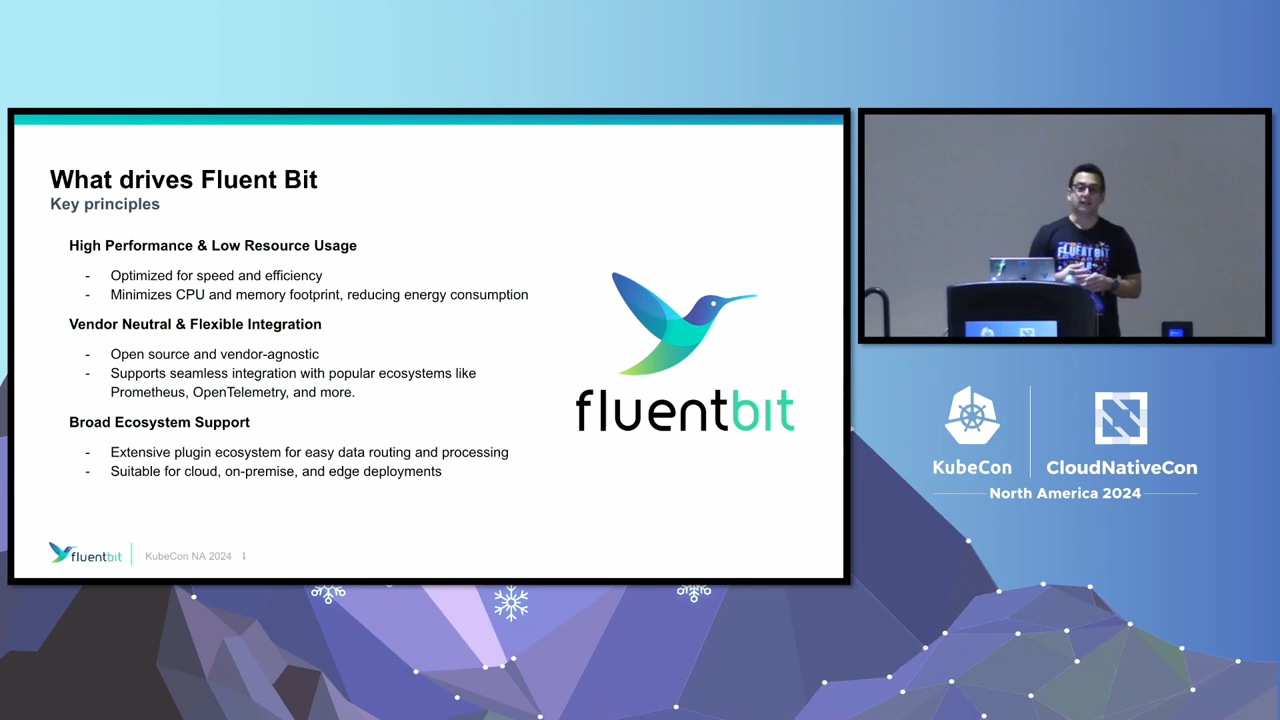 What drives Fluent Bit
Key principles
High Performance & Low Resource Usage
- Optimized for speed and efficiency
- Minimizes CPU and memory footprint, reducing energy consumption
Vendor Neutral & Flexible Integration
- Open source and vendor-agnostic
- Supports seamless integration with popular ecosystems like
Prometheus, OpenTelemetry, and more.
Broad Ecosystem Support
- Extensive plugin ecosystem for easy data routing and processing
- Suitable for cloud, on-premise, and edge deployments
fluentbit
fluentbit
KubeCon NA 2024
FLUENT BIT
KubeCon
CloudNativeCon
North America 2024